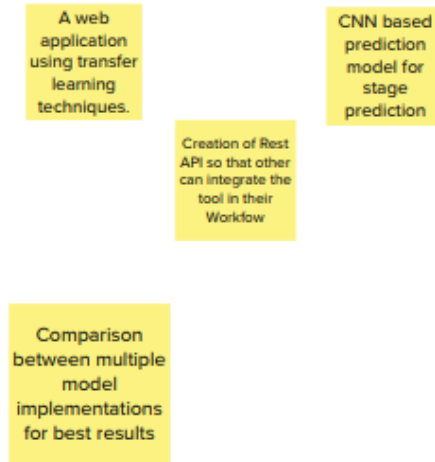 A web
application
using transfer
learning
techniques.
CNN based
prediction
model for
stage
prediction
Creation of Rest
API so that other
can integrate the
tool in their
Workfow
Comparison
between multiple
model
implementations
for best results